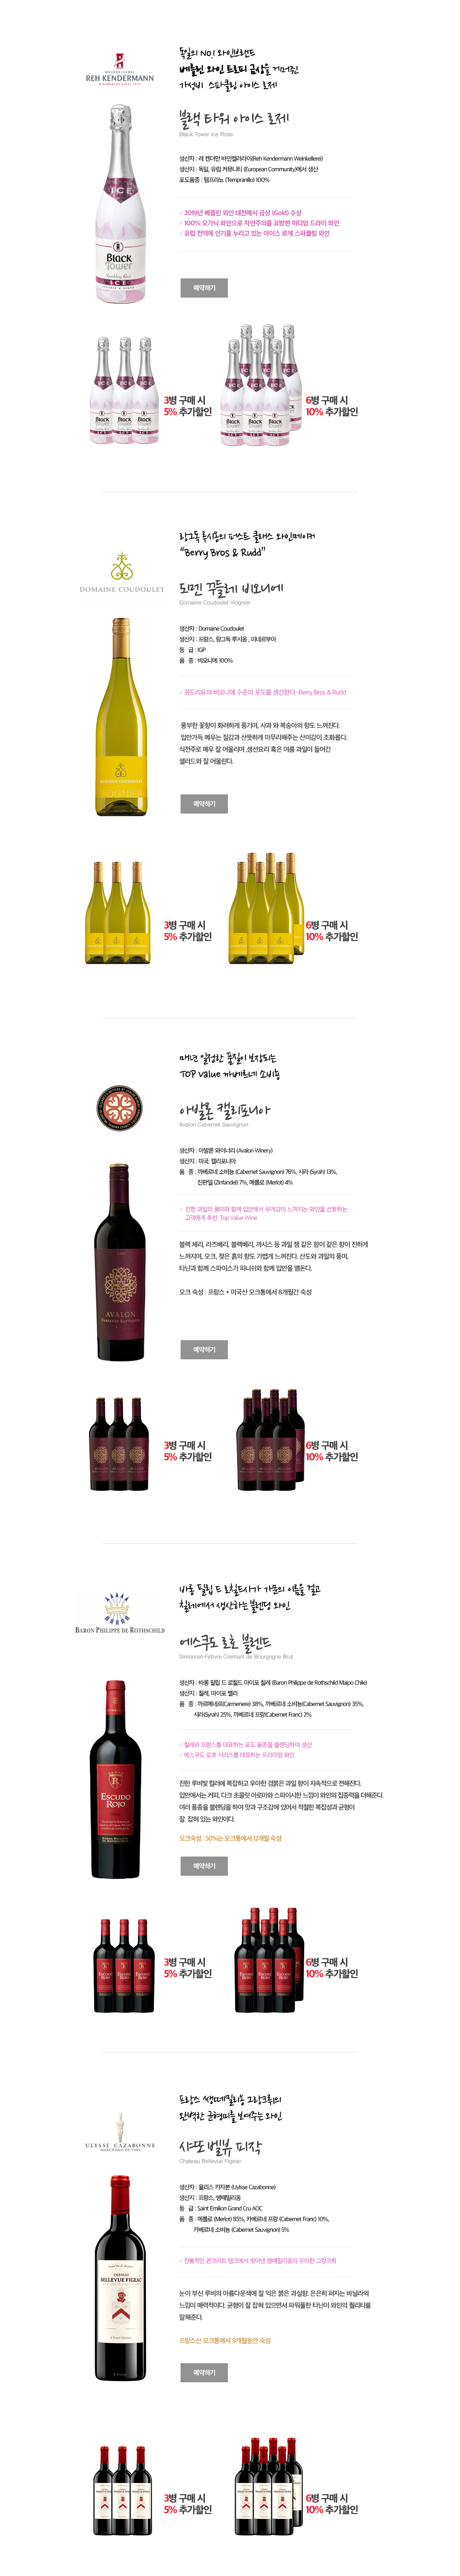 독일의 NO.1 와인브랜드
베를린 와인 트로피 금상을 거머쥔
가성비 스파클링 아이스 로제
WEINKELLEREI
REH KENDERMANN
블랙 타워 아이스 로제
Black Tower Ice Rose
생산자 : 레 켄더만 바인켈러라이(Reh Kendermann Weinkellerei)
생산지 : 독일, 유럽 커뮤니티 (European Community)에서 생산
포도품종 : 템프라뇨 (Tempranillo) 100%
✓ 2019년 베를린 와인 대전에서 금상 (Gold) 수상
✓ 100% 오가닉 와인으로 자연주의를 표방한 미디엄 드라이 와인
✓ 유럽 전역에 인기를 누리고 있는 아이스 로제 스파클링 와인
ICE
Black
Tower
Sparkling Rosé
ICE
예약하기
3병 구매 시
5% 추가할인
6병 구매 시
10% 추가할인
랑그독 루시옹의 퍼스트 클래스 와인메이커
“Berry Bros & Rudd”
DOMAINE COUDOULET
도멘 꾸둘레 비오니에
Domaine Coudoulet Viognier
생산자 : Domaine Coudoulet
생산지 : 프랑스, 랑그독 루시옹 , 미네르부아
등 급 : IGP
품 종 : 비오니에 100%
✓ 꽁드리유의 비오니에 수준의 포도를 생산한다.-Berry Bros & Rudd
풍부한 꽃향이 화려하게 풍기며, 사과 와 복숭아의 향도 느껴진다.
입안가득 메우는 질감과 산뜻하게 마무리해주는 산미감이 조화롭다.
식전주로 매우 잘 어울리며 ,생선요리 혹은 여름 과일이 들어간
샐러드와 잘 어울린다.
DOMAINE COUDOULET
VIOGNIER
예약하기
3병 구매 시
5% 추가할인
6병 구매 시
10% 추가할인
매년 일정한 품질이 보장되는
TOP Value 까베르네 소비뇽
아발론 캘리포니아
Avalon Cabernet Sauvignon
생산자 : 아발론 와이너리 (Avalon Winery)
생산지 : 미국, 캘리포니아
품 종 : 까베르네 소비뇽 (Cabernet Sauvignon) 76%, 시라 (Syrah) 13%,
진판델 (Zinfandel) 7%, 메를로 (Merlot) 4%
✓ 진한 과일의 풍미와 함께 입안에서 무게감이 느껴지는 와인을 선호하는
고객에게 추천. Top Value Wine
블랙 체리, 라즈베리, 블랙베리, 까시스 등 과일 잼 같은 향이 같은 향이 진하게
느껴지며, 오크, 젖은 흙의 향도 가볍게 느껴진다. 산도와 과일의 풍미,
타닌과 함께 스파이스가 피니쉬와 함께 입안을 맴돈다.
오크 숙성 : 프랑스 + 미국산 오크통에서 8개월간 숙성
AVALON
CABERNET SAUVIGNON
예약하기
3병 구매 시
5% 추가할인
6병 구매 시
10% 추가할인
바롱 필립 드 로칠드사가 가문의 이름을 걸고
칠레에서 생산하는 블렌딩 와인
BARON PHILIPPE DE ROTHSCHILD
에스쿠도 로호 블렌드
Simonnet-Febvre Cremant de Bourgogne Brut
생산자 : 바롱 필립 드 로칠드 마이포 칠레 (Baron Philippe de Rothschild Maipo Chile)
생산지 : 칠레, 마이포 밸리
품 종 : 까르메네르(Carmenere) 38%, 까베르네 소비뇽(Cabernet Sauvignon) 35%,
시라(Syrah) 25%, 까베르네 프랑(Cabernet Franc) 2%
✓ 칠레와 프랑스를 대표하는 포도 품종을 블렌딩하여 생산
✓ 에스쿠도 로호 시리즈를 대표하는 프리미엄 와인
진한 루비빛 컬러에 복잡하고 우아한 검붉은 과일 향이 지속적으로 전해진다.
입안에서는 커피, 다크 초콜릿 아로마와 스파이시한 느낌이 와인의 집중력을 더해준다.
여러 품종을 블렌딩을 하여 맛과 구조감에 있어서 적절한 복잡성과 균형이
잘 잡혀 있는 와인이다.
오크숙성 : 50%는 오크통에서 12개월 숙성
ESCUDO
ROJO
예약하기
3병 구매 시
5% 추가할인
6병 구매 시
10% 추가할인
프랑스 쌩떼밀리옹 그랑크뤼의
완벽한 균형미를 보여주는 와인
ULYSSE CAZABONNE
MARCHAND DE VINS
샤또 벨뷰 피작
Chateau Bellevue Figeac
생산자 : 율리스 카자본 (Ulylsse Cazabonne)
생산지 : 프랑스, 쌩떼밀리옹
등 급 : Saint Emilion Grand Cru AOC
품 종 : 메를로 (Merlot) 85%, 카베르네 프랑 (Cabernet Franc) 10%,
카베르네 소비뇽 (Cabernet Sauvignon) 5%
✓ 전통적인 콘크리트 탱크에서 빚어낸 쌩떼밀리옹의 우아한 그랑크뤼
눈이 부신 루비의 아름다운색에 잘 익은 붉은 과실향. 은은히 퍼지는 바닐라의
느낌이 매력적이다. 균형이 잘 잡혀 있으면서 파워풀한 타닌이 와인의 퀄리티를
말해준다.
프랑스산 오크통에서 9개월동안 숙성
CHATEAU
BELLEVUE FIGEAC
예약하기
3병 구매 시
5% 추가할인
6병 구매 시
10% 추가할인